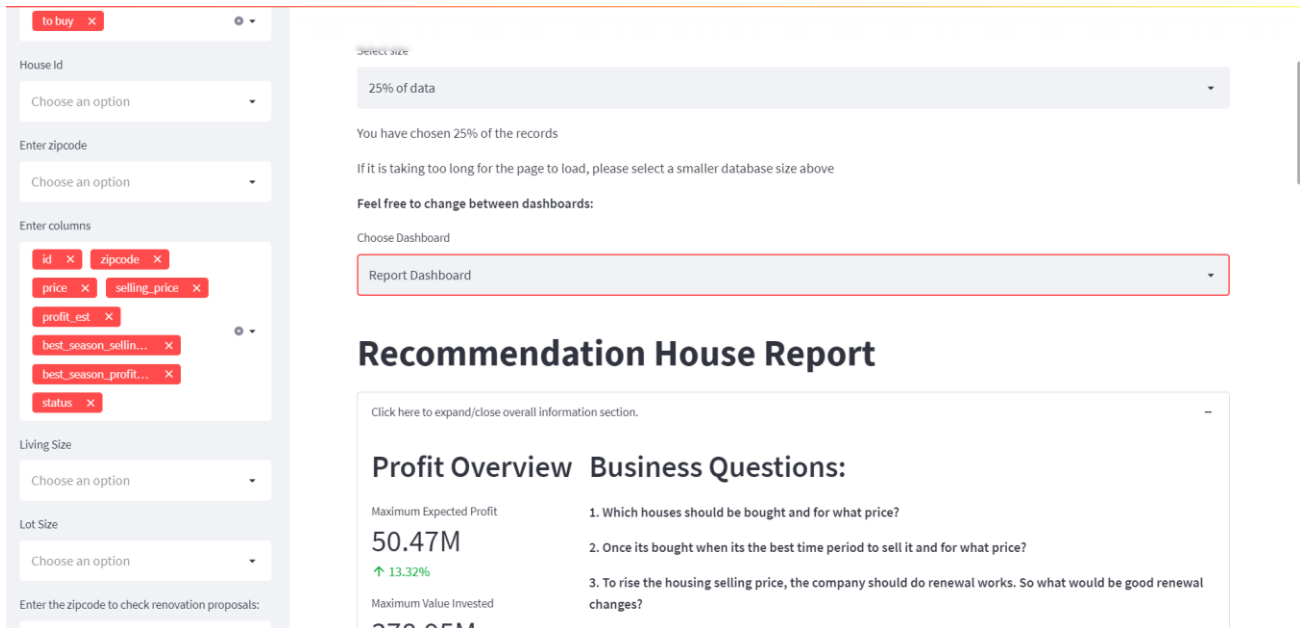 to buy
House Id
Choose an option
Enter zipcode
Choose an option
Enter columns
id
zipcode
price
selling_price
profit_est
best_season_sellin...
best_season_profit...
status
Living Size
Choose an option
Lot Size
Choose an option
Enter the zipcode to check renovation proposals:
Select size
25% of data
You have chosen 25% of the records
If it is taking too long for the page to load, please select a smaller database size above
Feel free to change between dashboards:
Choose Dashboard
Report Dashboard
Recommendation House Report
Click here to expand/close overall information section.
Profit Overview
Maximum Expected Profit
50.47M
↑ 13.32%
Maximum Value Invested
Business Questions:
1. Which houses should be bought and for what price?
2. Once its bought when its the best time period to sell it and for what price?
3. To rise the housing selling price, the company should do renewal works. So what would be good renewal
changes?